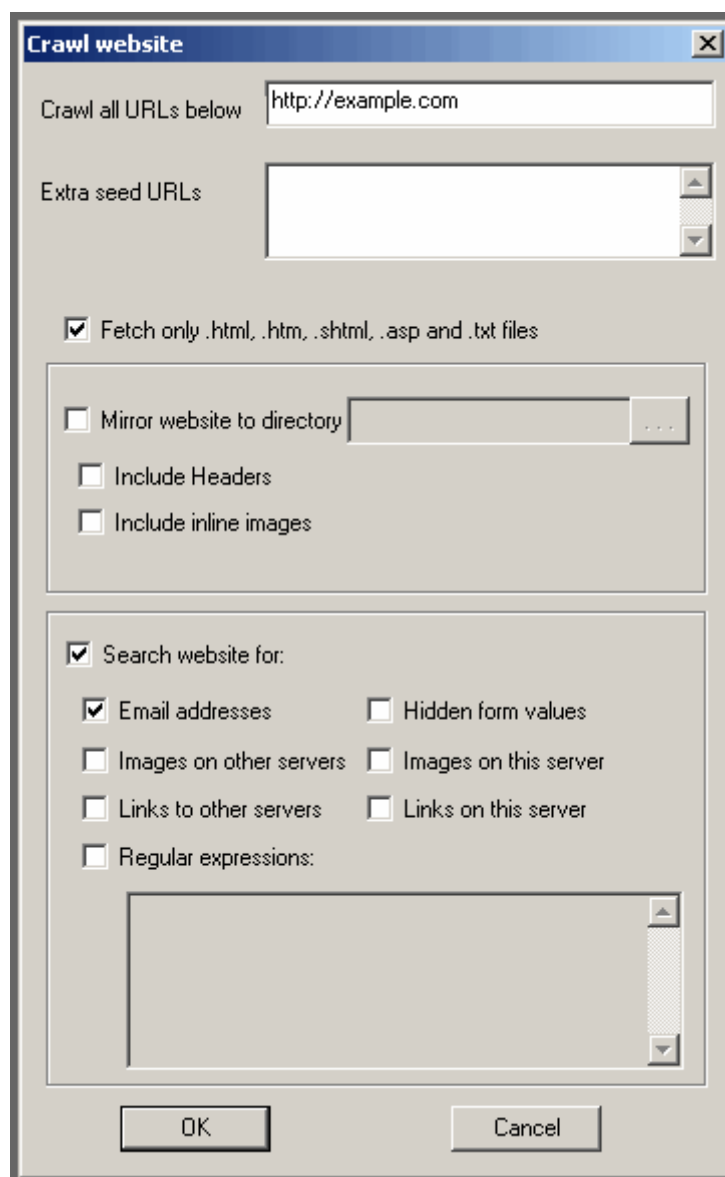 Crawl website
Crawl all URLs below http://example.com
Extra seed URLs
Fetch only .html, .htm, .shtml, .asp and .txt files
Mirror website to directory ...
Include Headers
Include inline images
Search website for:
Email addresses Hidden form values
Images on other servers Images on this server
Links to other servers Links on this server
Regular expressions:
OK Cancel